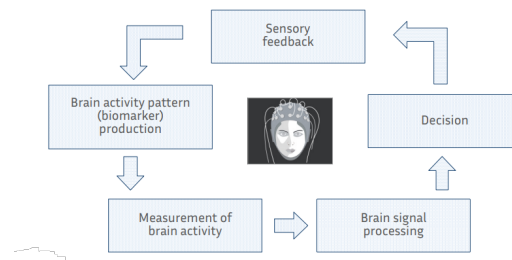 Sensory
feedback
Brain activity pattern
(biomarker)
production
Decision
Measurement of
brain activity
Brain signal
processing